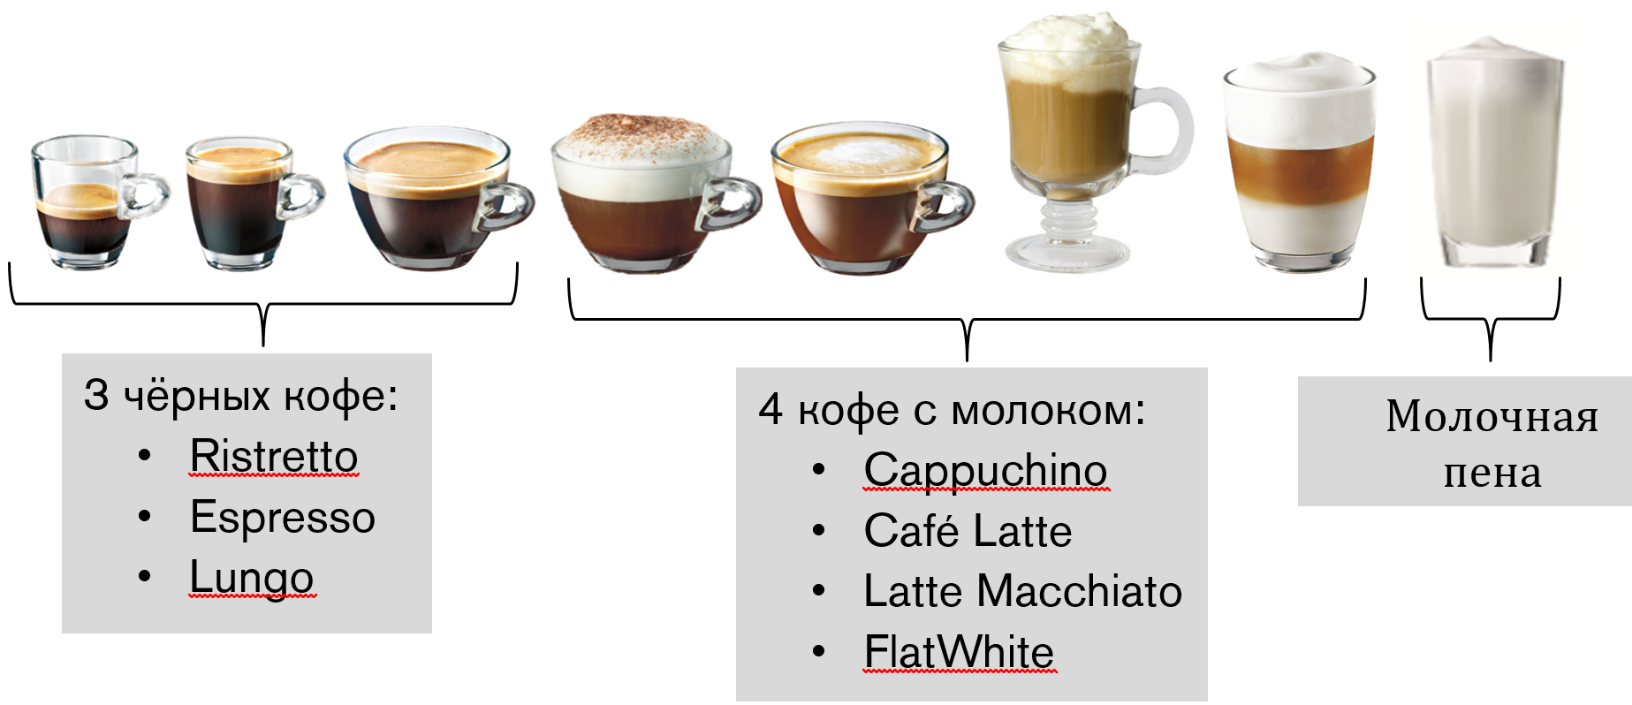 3 чёрных кофе:
• Ristretto
• Espresso
• Lungo
4 кофе с молоком:
• Cappuchino
• Café Latte
• Latte Macchiato
• FlatWhite
Молочная
пена